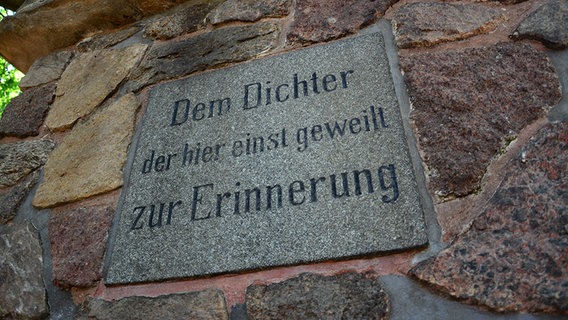 Dem Dichter
der hier einst geweilt
zur Erinnerung